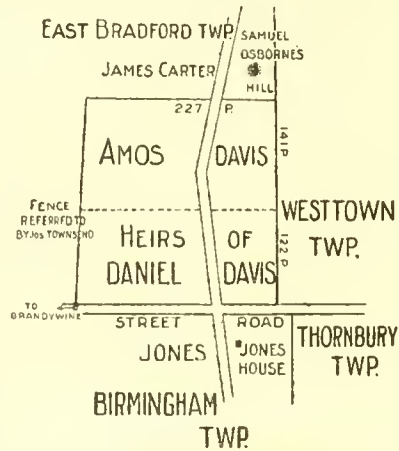 EAST BRADFORD TWP.
SAMUEL
OSBORNE'S
HILL
JAMES CARTER
227 P.
AMOS DAVIS
141 P
FENCE
REFERRED TO
BY JOS TOWNSEND
WESTTOWN
TWP.
HEIRS OF
DANIEL DAVIS
122 P.
TO
BRANDYWINE
STREET ROAD
JONES
JONES
HOUSE
THORNBURY
TWP.
BIRMINGHAM
TWP.